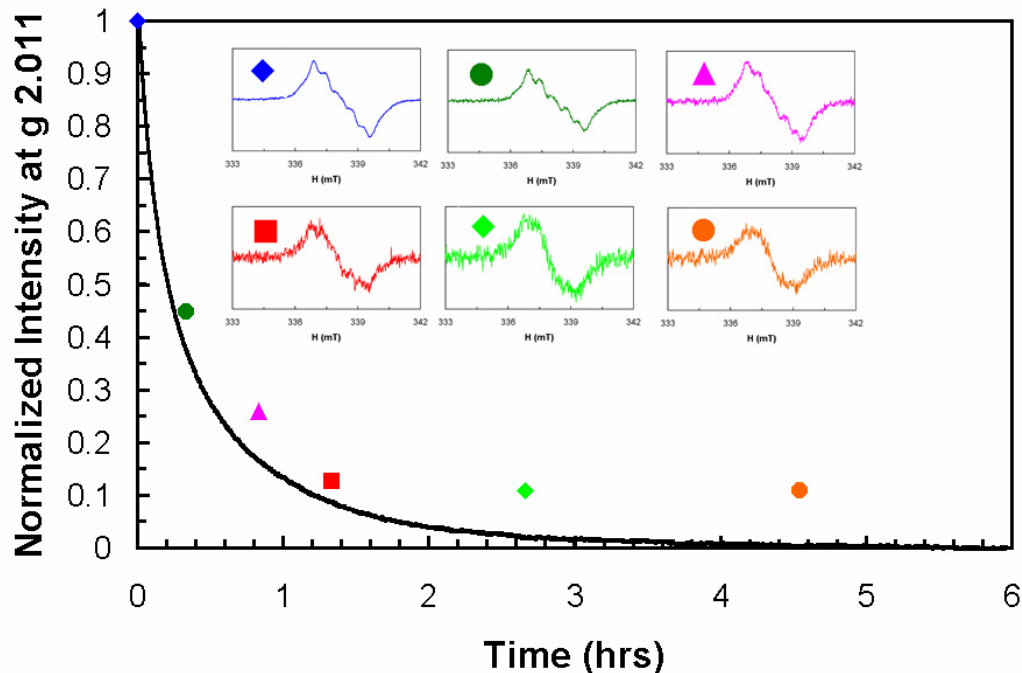 Normalized Intensity at g 2.011
1
0.9
0.8
0.7
0.6
0.5
0.4
0.3
0.2
0.1
0
333 336 339 342
H (mT)
333 336 339 342
H (mT)
333 336 339 342
H (mT)
333 336 339 342
H (mT)
333 336 339 342
H (mT)
333 336 339 342
H (mT)
0 1 2 3 4 5 6
Time (hrs)